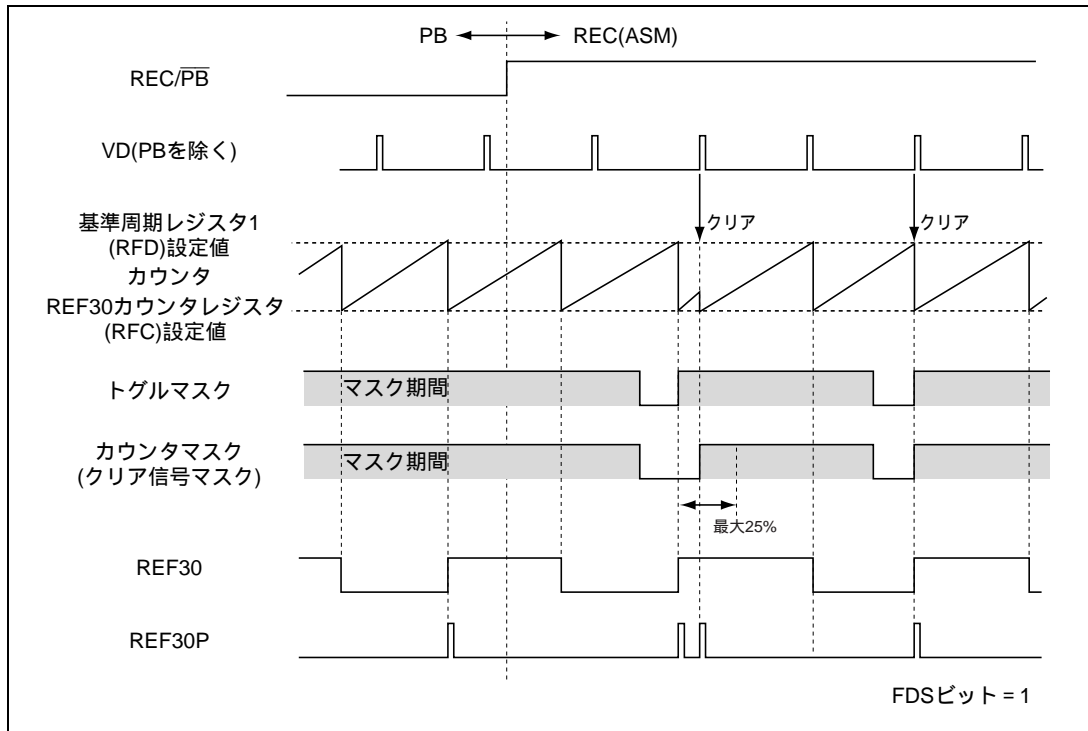 PB REC(ASM)
REC/P̅B̅
VD(PBを除く)
クリア クリア
基準周期レジスタ1
(RFD)設定値
カウンタ
REF30カウンタレジスタ
(RFC)設定値
トグルマスク マスク期間
カウンタマスク マスク期間
(クリア信号マスク)
最大25%
REF30
REF30P
FDSビット = 1